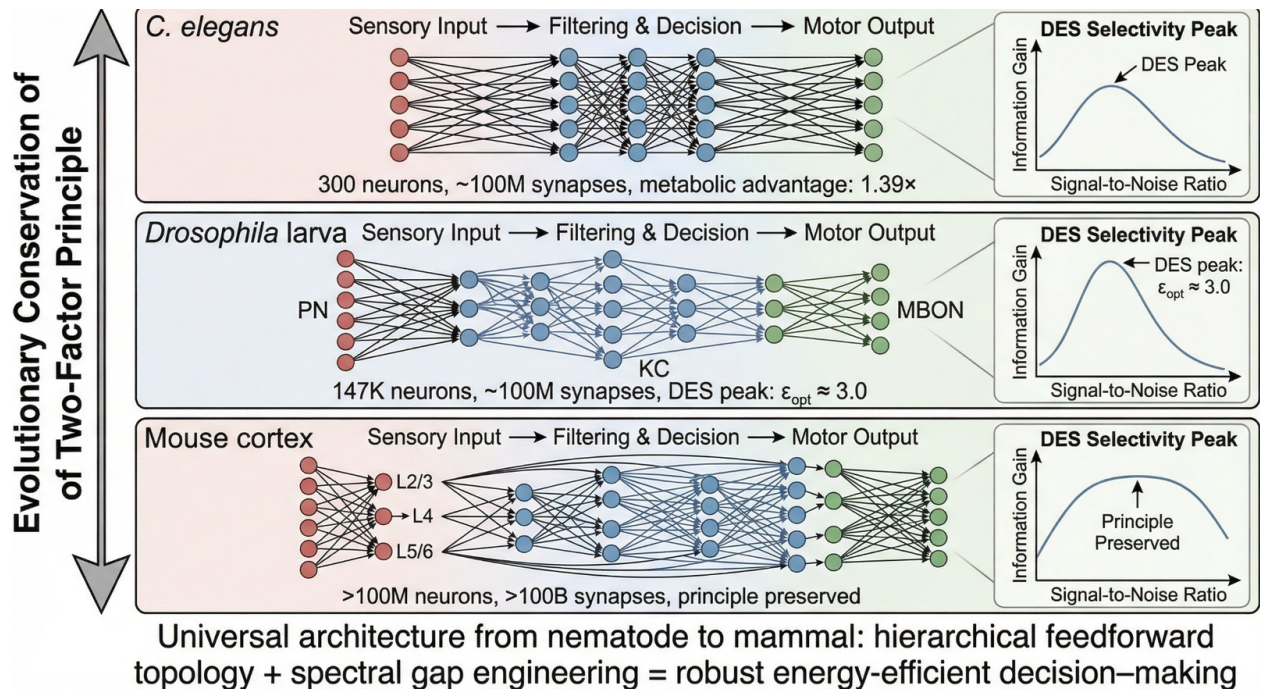 Evolutionary Conservation of
of Two-Factor Principle
C. elegans
Sensory Input → Filtering & Decision → Motor Output
300 neurons, ~100M synapses, metabolic advantage: 1.39×
DES Selectivity Peak
Information Gain
DES Peak
Signal-to-Noise Ratio
Drosophila larva
Sensory Input → Filtering & Decision → Motor Output
PN
KC
MBON
147K neurons, ~100M synapses, DES peak: εopt ≈ 3.0
DES Selectivity Peak
Information Gain
DES peak:
εopt ≈ 3.0
Signal-to-Noise Ratio
Mouse cortex
Sensory Input → Filtering & Decision → Motor Output
L2/3
L4
L5/6
>100M neurons, >100B synapses, principle preserved
DES Selectivity Peak
Information Gain
Principle
Preserved
Signal-to-Noise Ratio
Universal architecture from nematode to mammal: hierarchical feedforward
topology + spectral gap engineering = robust energy-efficient decision–making